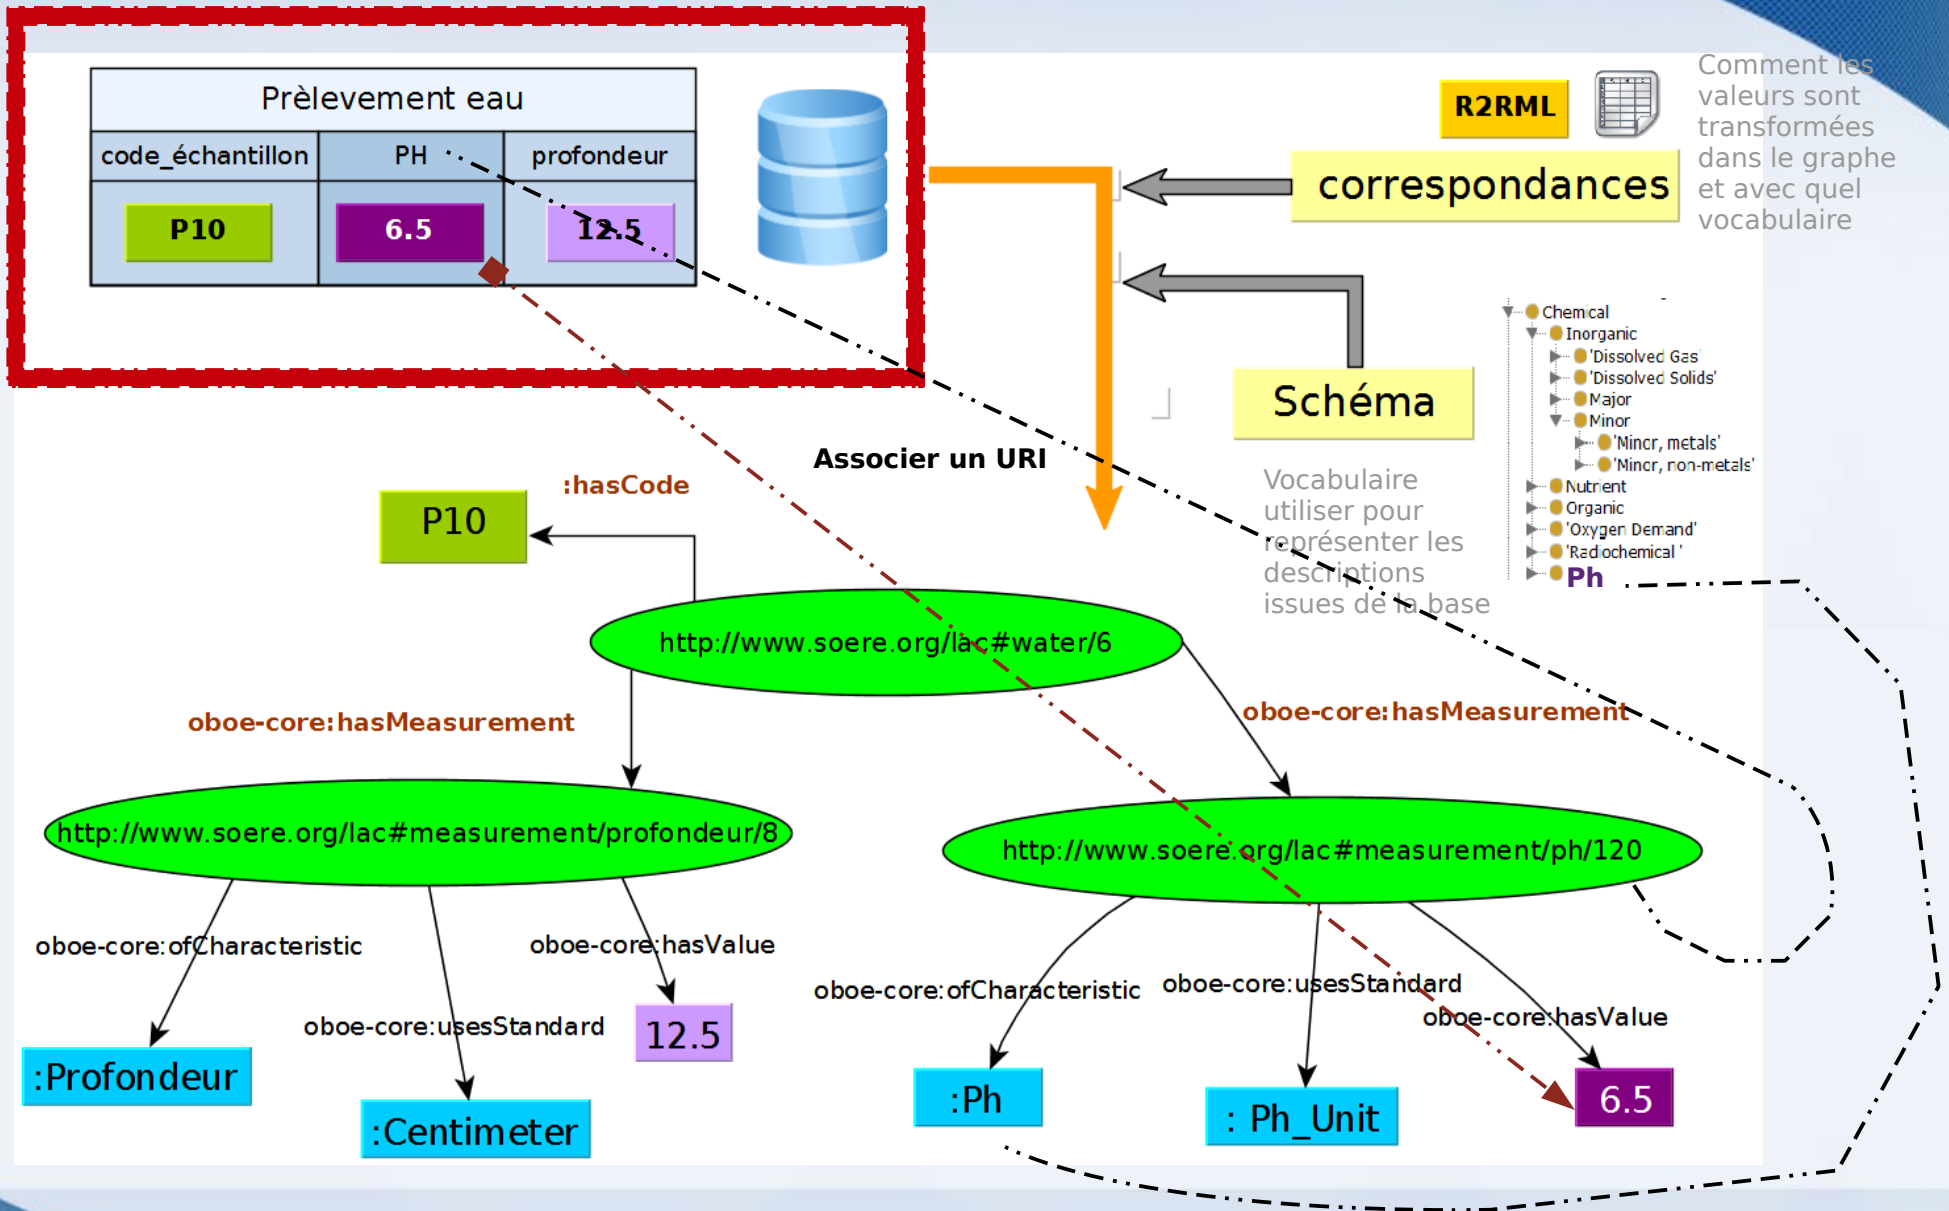 Prèlevement eau
code_échantillon PH profondeur
P10 6.5 12.5
R2RML
correspondances
Comment les
valeurs sont
transformées
dans le graphe
et avec quel
vocabulaire
Schéma
Vocabulaire
utiliser pour
représenter les
descriptions
issues de la base
Chemical
Inorganic
'Dissolved Gas'
'Dissolved Solids'
Major
Minor
'Minor, metals'
'Minor, non-metals'
Nutrient
Organic
'Oxygen Demand'
'Radiochemical '
Ph
Associer un URI
:hasCode
P10
http://www.soere.org/lac#water/6
oboe-core:hasMeasurement
oboe-core:hasMeasurement
http://www.soere.org/lac#measurement/profondeur/8
http://www.soere.org/lac#measurement/ph/120
oboe-core:ofCharacteristic
oboe-core:hasValue
oboe-core:usesStandard
12.5
:Profondeur
:Centimeter
oboe-core:ofCharacteristic
oboe-core:usesStandard
oboe-core:hasValue
:Ph
: Ph_Unit
6.5